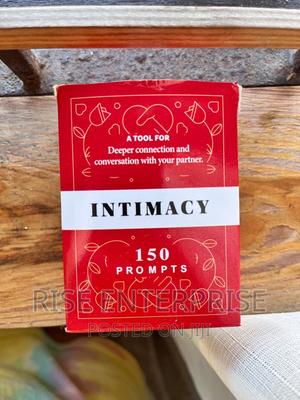 A TOOL FOR
Deeper connection and
conversation with your partner.
INTIMACY
150
PROMPTS
RISE ENTERPRISE
POSTED ON JIJI